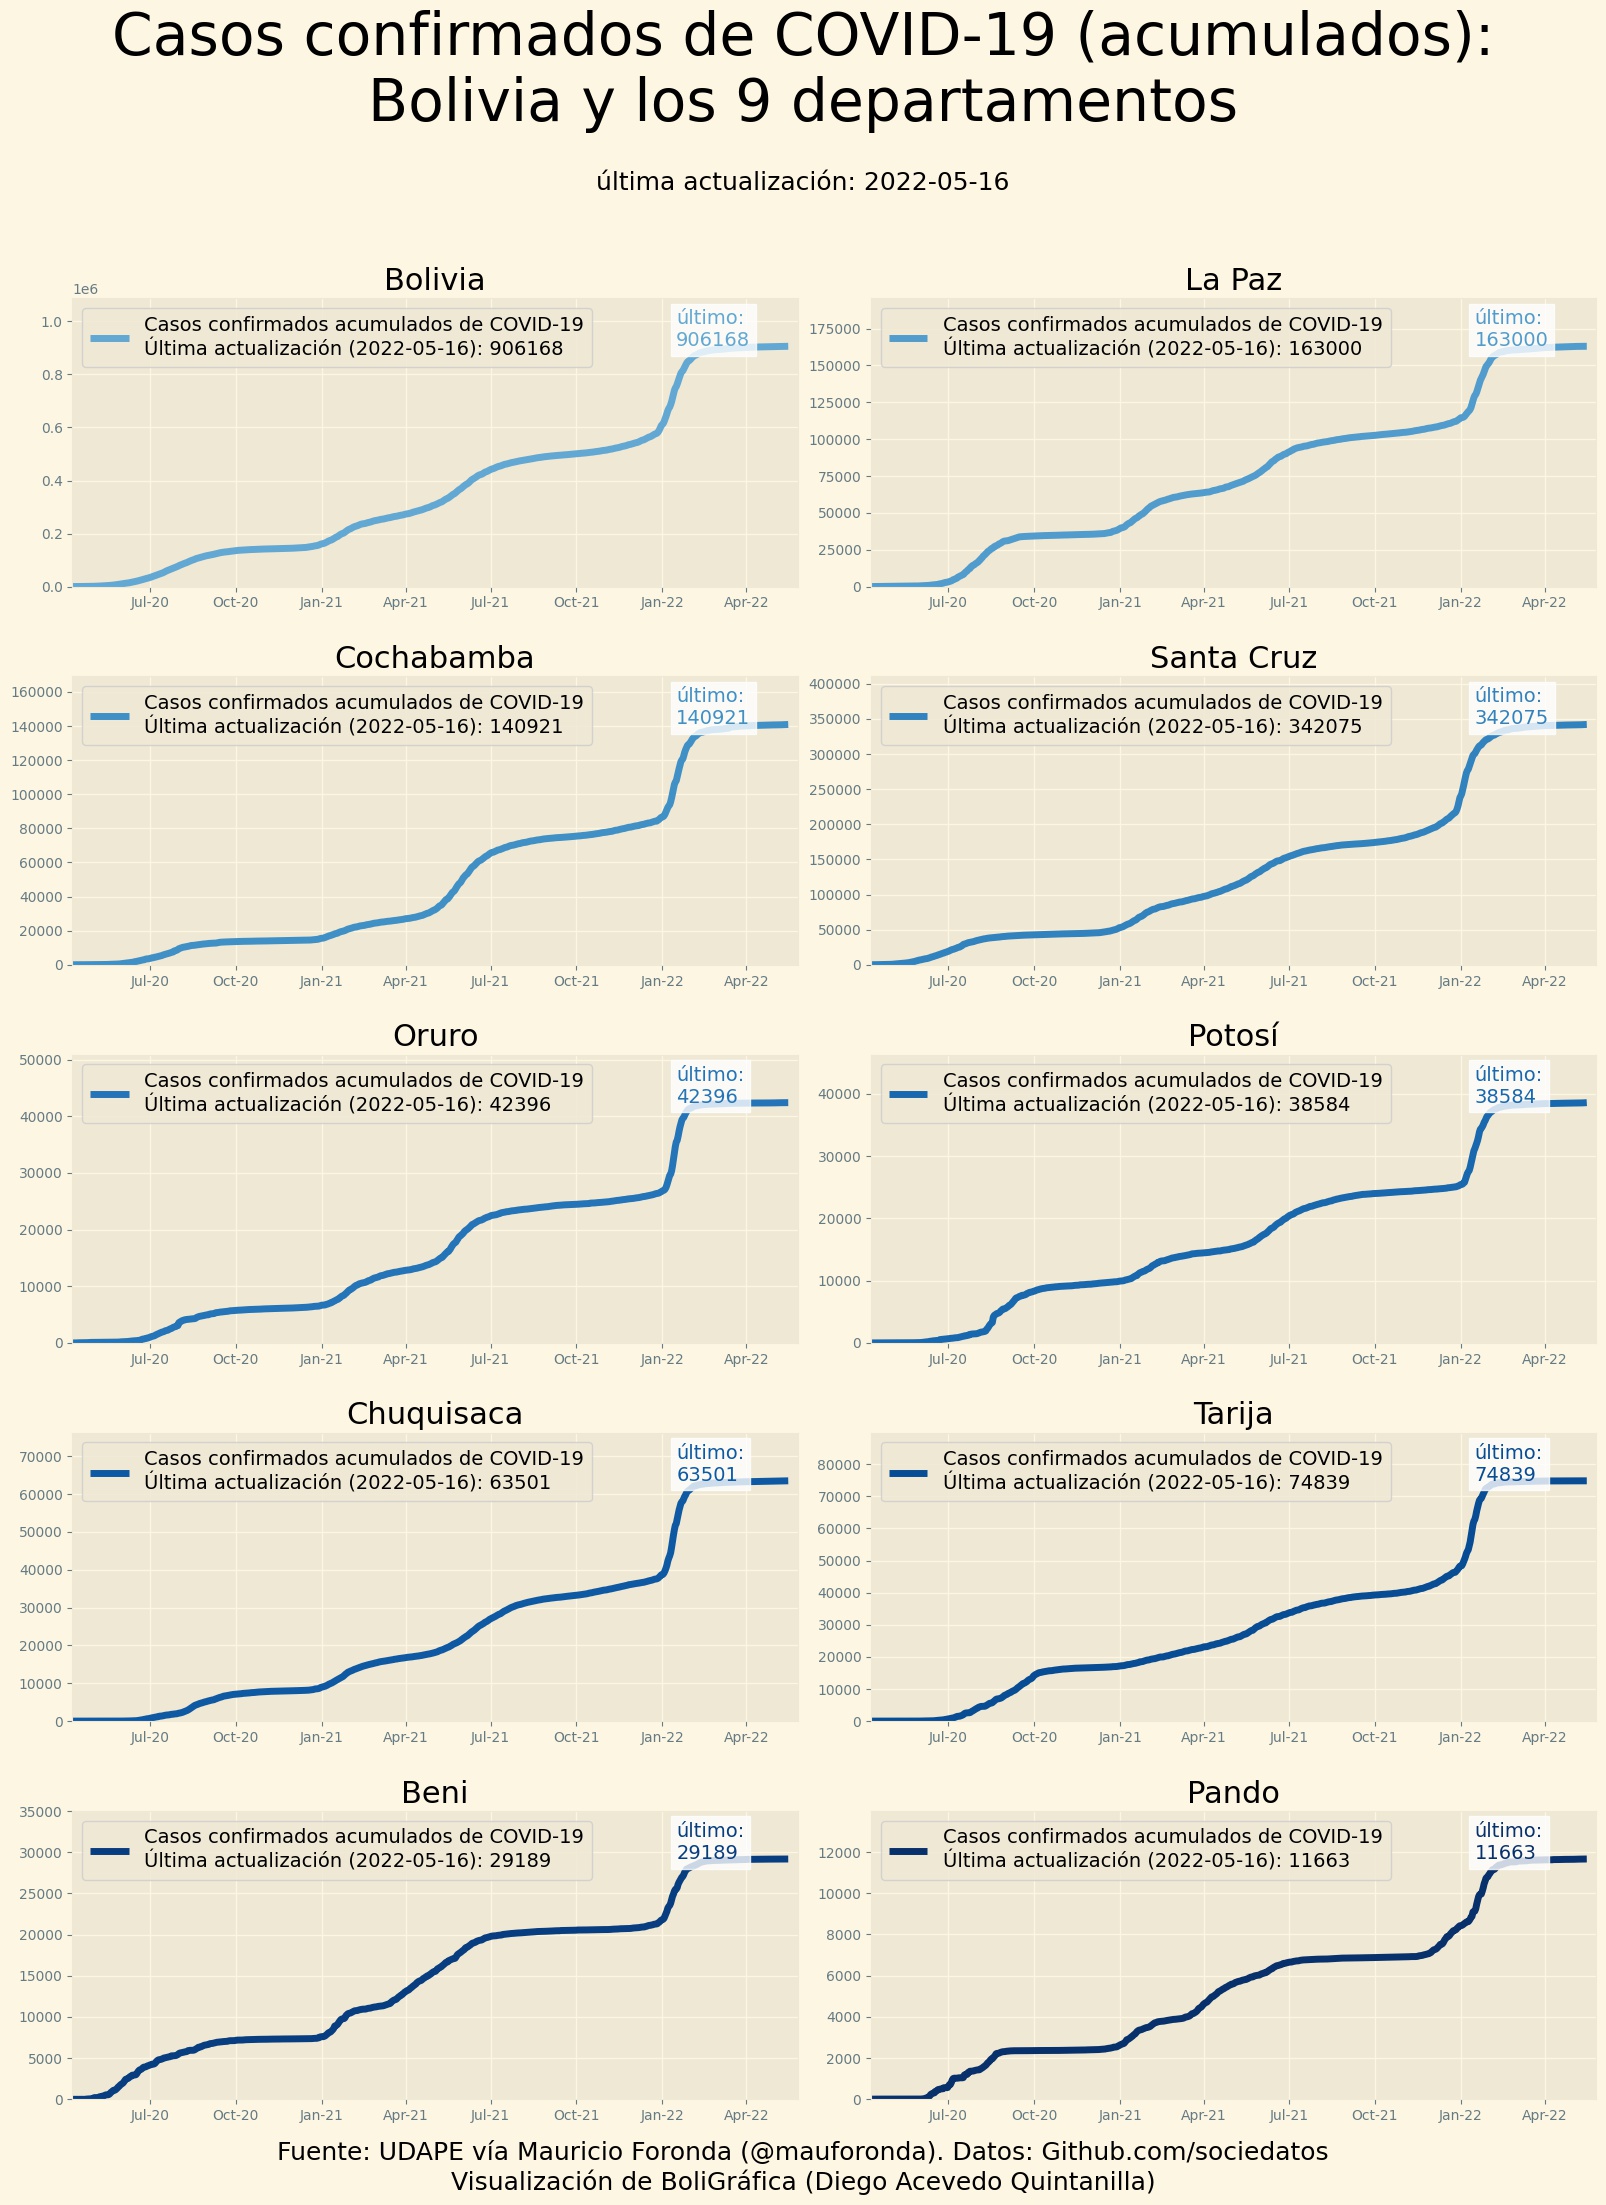 Casos confirmados de COVID-19 (acumulados):
Bolivia y los 9 departamentos
última actualización: 2022-05-16
Bolivia
1e6
Casos confirmados acumulados de COVID-19
Última actualización (2022-05-16): 906168
último:
906168
1.0
0.8
0.6
0.4
0.2
0.0
Jul-20 Oct-20 Jan-21 Apr-21 Jul-21 Oct-21 Jan-22 Apr-22
La Paz
Casos confirmados acumulados de COVID-19
Última actualización (2022-05-16): 163000
último:
163000
175000
150000
125000
100000
75000
50000
25000
0
Jul-20 Oct-20 Jan-21 Apr-21 Jul-21 Oct-21 Jan-22 Apr-22
Cochabamba
Casos confirmados acumulados de COVID-19
Última actualización (2022-05-16): 140921
último:
140921
160000
140000
120000
100000
80000
60000
40000
20000
0
Jul-20 Oct-20 Jan-21 Apr-21 Jul-21 Oct-21 Jan-22 Apr-22
Santa Cruz
Casos confirmados acumulados de COVID-19
Última actualización (2022-05-16): 342075
último:
342075
400000
350000
300000
250000
200000
150000
100000
50000
0
Jul-20 Oct-20 Jan-21 Apr-21 Jul-21 Oct-21 Jan-22 Apr-22
Oruro
Casos confirmados acumulados de COVID-19
Última actualización (2022-05-16): 42396
último:
42396
50000
40000
30000
20000
10000
0
Jul-20 Oct-20 Jan-21 Apr-21 Jul-21 Oct-21 Jan-22 Apr-22
Potosí
Casos confirmados acumulados de COVID-19
Última actualización (2022-05-16): 38584
último:
38584
40000
30000
20000
10000
0
Jul-20 Oct-20 Jan-21 Apr-21 Jul-21 Oct-21 Jan-22 Apr-22
Chuquisaca
Casos confirmados acumulados de COVID-19
Última actualización (2022-05-16): 63501
último:
63501
70000
60000
50000
40000
30000
20000
10000
0
Jul-20 Oct-20 Jan-21 Apr-21 Jul-21 Oct-21 Jan-22 Apr-22
Tarija
Casos confirmados acumulados de COVID-19
Última actualización (2022-05-16): 74839
último:
74839
80000
70000
60000
50000
40000
30000
20000
10000
0
Jul-20 Oct-20 Jan-21 Apr-21 Jul-21 Oct-21 Jan-22 Apr-22
Beni
Casos confirmados acumulados de COVID-19
Última actualización (2022-05-16): 29189
último:
29189
35000
30000
25000
20000
15000
10000
5000
0
Jul-20 Oct-20 Jan-21 Apr-21 Jul-21 Oct-21 Jan-22 Apr-22
Pando
Casos confirmados acumulados de COVID-19
Última actualización (2022-05-16): 11663
último:
11663
12000
10000
8000
6000
4000
2000
0
Jul-20 Oct-20 Jan-21 Apr-21 Jul-21 Oct-21 Jan-22 Apr-22
Fuente: UDAPE vía Mauricio Foronda (@mauforonda). Datos: Github.com/sociedatos
Visualización de BoliGráfica (Diego Acevedo Quintanilla)